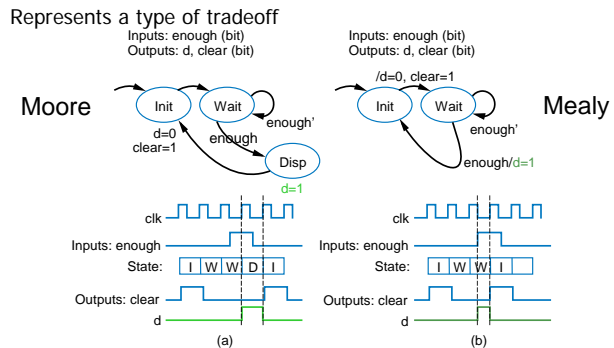 Represents a type of tradeoff
Inputs: enough (bit)
Outputs: d, clear (bit)
Moore
Init
Wait
enough'
d=0
clear=1
enough
Disp
d=1
clk
Inputs: enough
State: I W W D I
Outputs: clear
d
(a)
Inputs: enough (bit)
Outputs: d, clear (bit)
/d=0, clear=1
Init
Wait
Mealy
enough'
enough/d=1
clk
Inputs: enough
State: I W W I
Outputs: clear
d
(b)